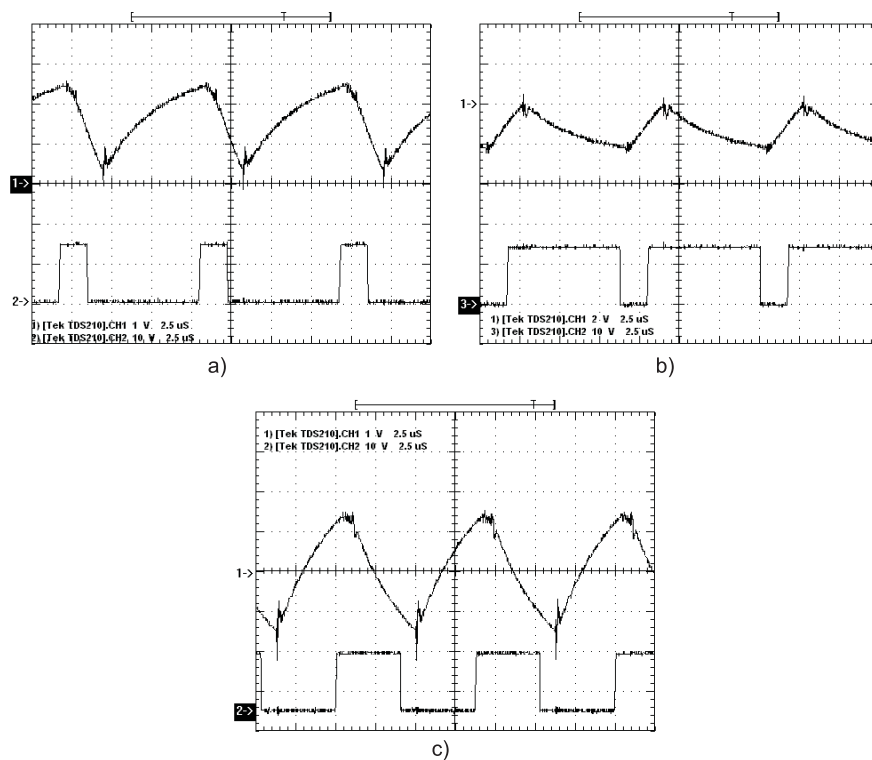 T
1->
2->
1) [Tek TDS210].CH1 1 V 2.5 uS
2) [Tek TDS210].CH2 10 V 2.5 uS
a)
T
1->
3->
1) [Tek TDS210].CH1 2 V 2.5 uS
3) [Tek TDS210].CH2 10 V 2.5 uS
b)
T
1) [Tek TDS210].CH1 1 V 2.5 uS
2) [Tek TDS210].CH2 10 V 2.5 uS
1->
2->
c)